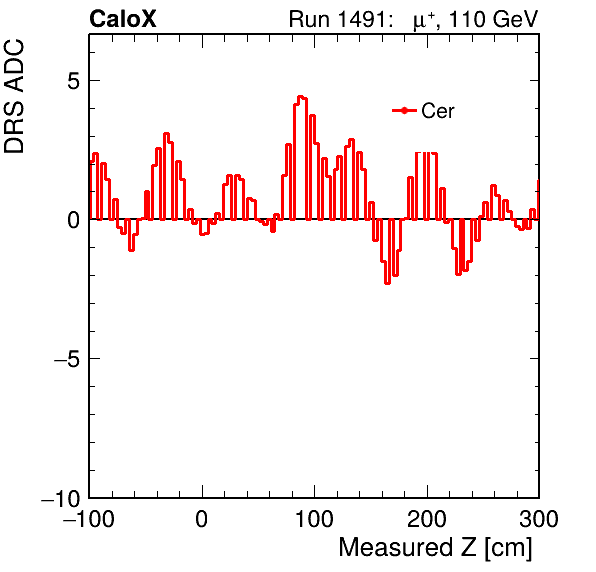 CaloX Run 1491: μ⁺, 110 GeV
DRS ADC
5
Cer
0
−5
−10
−100 0 100 200 300
Measured Z [cm]